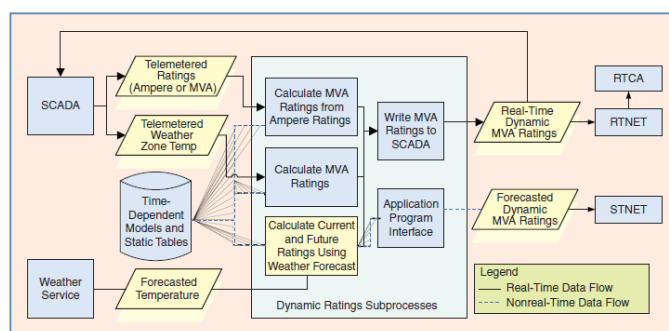 Telemetered
Ratings
(Ampere or MVA)
SCADA
Telemetered
Weather
Zone Temp
Calculate MVA
Ratings from
Ampere Ratings
Write MVA
Ratings to
SCADA
Real-Time
Dynamic
MVA Ratings
RTCA
RTNET
Calculate MVA
Ratings
Time-
Dependent
Models and
Static Tables
Calculate Current
and Future
Ratings Using
Weather Forecast
Application
Program
Interface
Forecasted
Dynamic
MVA Ratings
STNET
Weather
Service
Forecasted
Temperature
Dynamic Ratings Subprocesses
Legend
Real-Time Data Flow
Nonreal-Time Data Flow